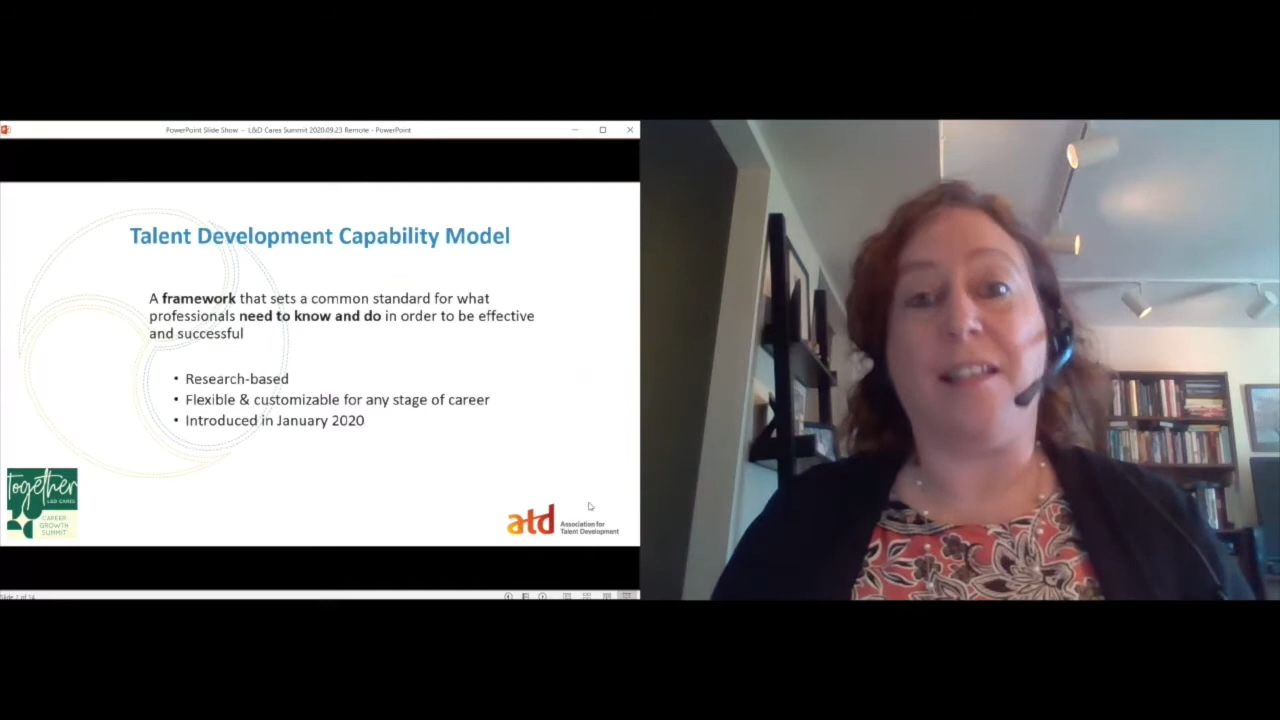 PowerPoint Slide Show - L&D Cares Summit 2020.09.23 Remote - PowerPoint
Talent Development Capability Model
A framework that sets a common standard for what
professionals need to know and do in order to be effective
and successful
• Research-based
• Flexible & customizable for any stage of career
• Introduced in January 2020
together
L&D CARES
CAREER
GROWTH
SUMMIT
atd
Association for
Talent Development